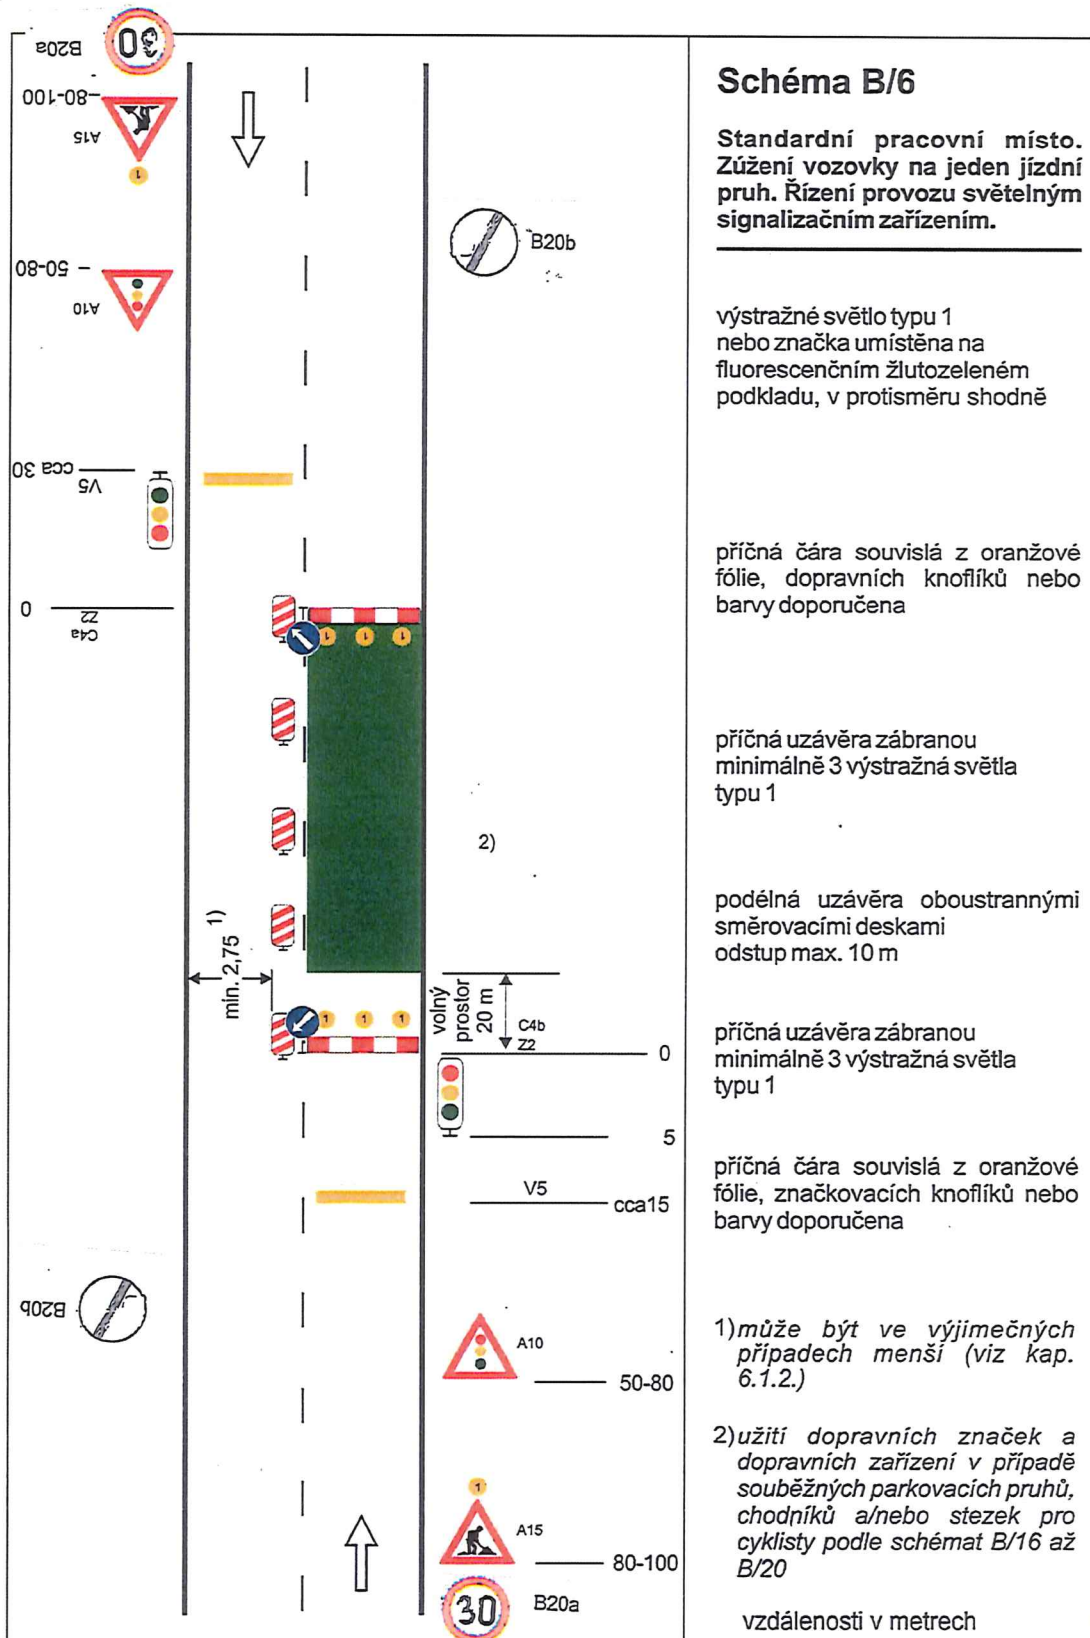 B20a
30
80-100
A15
1
50-80
A10
cca 30
V5
0
Z2
C4a
1
1
1
B20b
2)
min. 2,75 1)
volný
prostor
20 m
C4b
Z2
0
1
1
1
5
V5
cca15
B20b
A10
50-80
1
A15
80-100
30
B20a
Schéma B/6
Standardní pracovní místo.
Zúžení vozovky na jeden jízdní
pruh. Řízení provozu světelným
signalizačním zařízením.
výstražné světlo typu 1
nebo značka umístěna na
fluorescenčním žlutozeleném
podkladu, v protisměru shodně
příčná čára souvislá z oranžové
fólie, dopravních knoflíků nebo
barvy doporučena
příčná uzávěra zábranou
minimálně 3 výstražná světla
typu 1
podélná uzávěra oboustrannými
směrovacími deskami
odstup max. 10 m
příčná uzávěra zábranou
minimálně 3 výstražná světla
typu 1
příčná čára souvislá z oranžové
fólie, značkovacích knoflíků nebo
barvy doporučena
1) může být ve výjimečných
případech menší (viz kap.
6.1.2.)
2) užití dopravních značek a
dopravních zařízení v případě
souběžných parkovacích pruhů,
chodníků a/nebo stezek pro
cyklisty podle schémat B/16 až
B/20
vzdálenosti v metrech